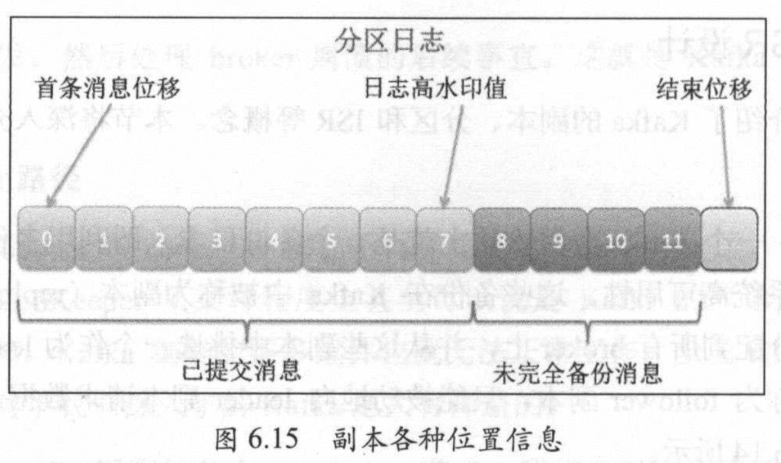 分区日志
首条消息位移 日志高水印值 结束位移
0 1 2 3 4 5 6 7 8 9 10 11
已提交消息 未完全备份消息
图 6.15 副本各种位置信息